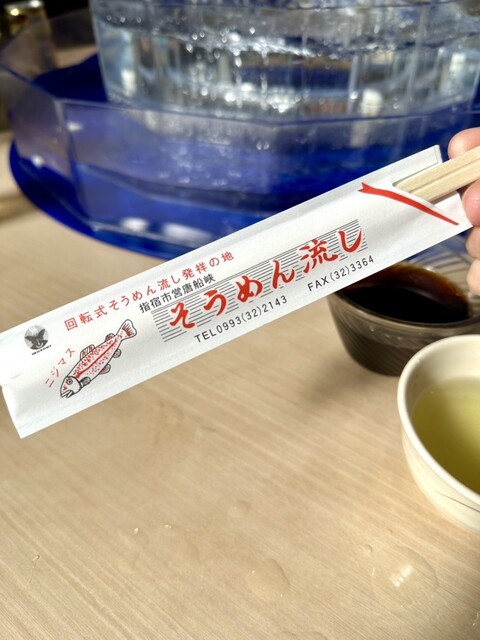 回転式そうめん流し発祥の地
指宿市営唐船峡
そうめん流し
TEL0993(32)2143 FAX(32)3364
ニジマス